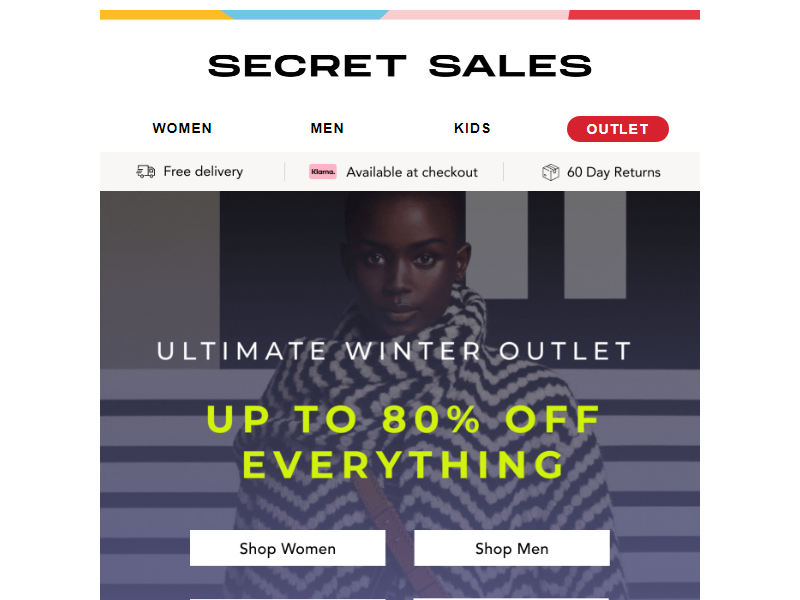 SECRET SALES
WOMEN MEN KIDS OUTLET
Free delivery Klarna. Available at checkout 60 Day Returns
ULTIMATE WINTER OUTLET
UP TO 80% OFF
EVERYTHING
Shop Women Shop Men